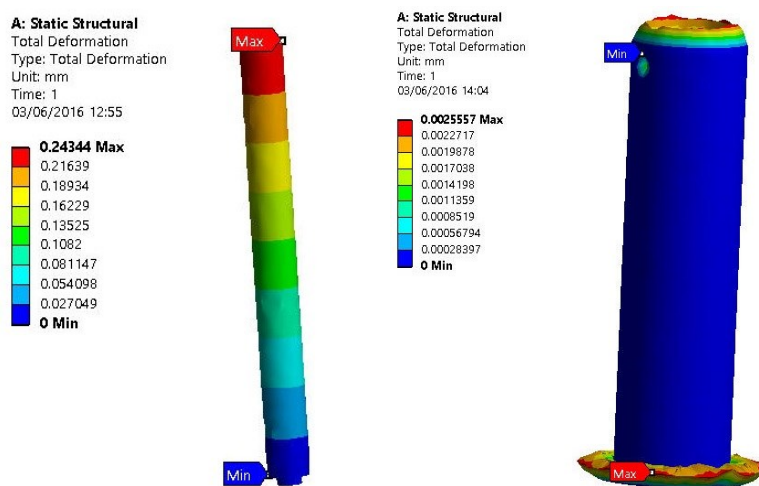 A: Static Structural
Total Deformation
Type: Total Deformation
Unit: mm
Time: 1
03/06/2016 12:55
0.24344 Max
0.21639
0.18934
0.16229
0.13525
0.1082
0.081147
0.054098
0.027049
0 Min
Max
Min
A: Static Structural
Total Deformation
Type: Total Deformation
Unit: mm
Time: 1
03/06/2016 14:04
0.0025557 Max
0.0022717
0.0019878
0.0017038
0.0014198
0.0011359
0.0008519
0.00056794
0.00028397
0 Min
Min
Max